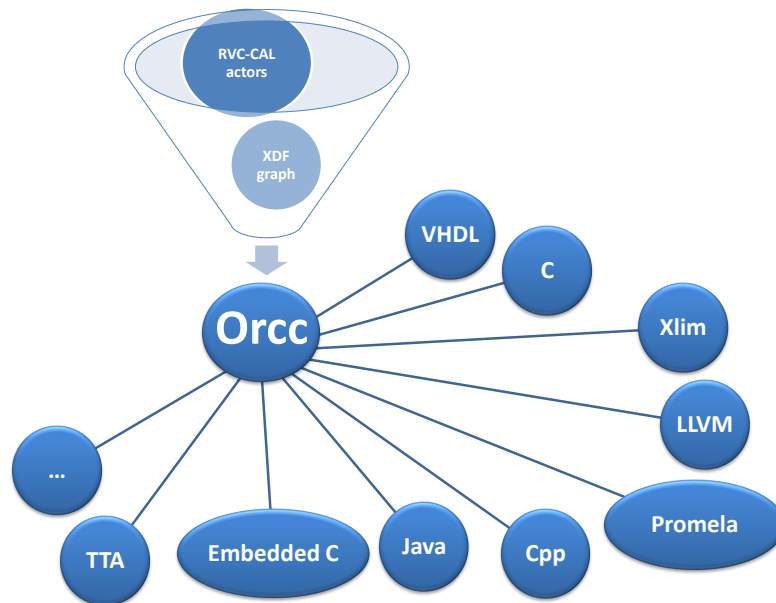 RVC-CAL
actors
XDF
graph
VHDL
C
Orcc
Xlim
LLVM
...
Promela
TTA
Embedded C
Java
Cpp